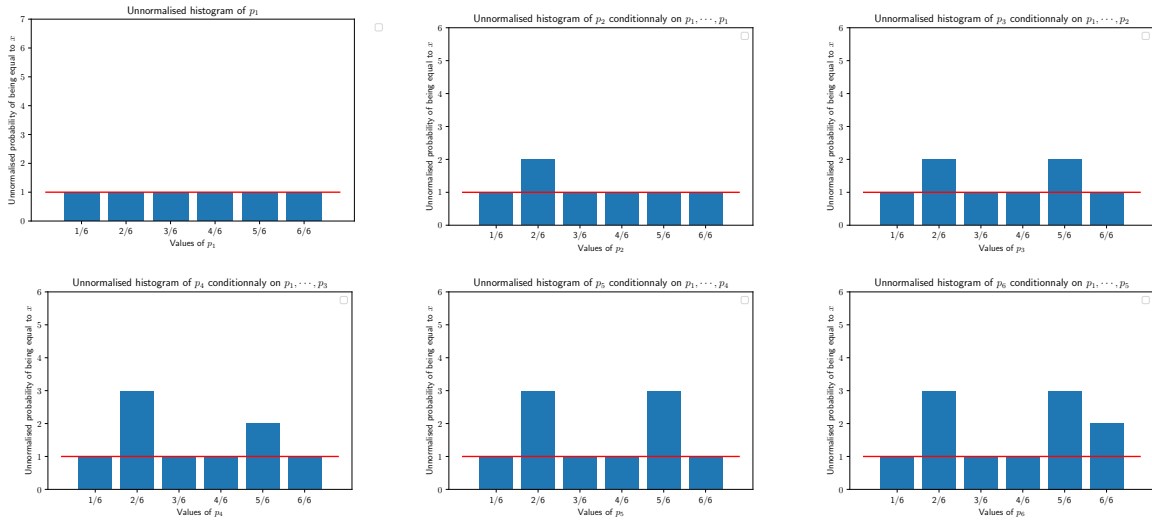 Unnormalised histogram of p₁
Unnormalised probability of being equal to x
7
6
5
4
3
2
1
0
1/6 2/6 3/6 4/6 5/6 6/6
Values of p₁
Unnormalised histogram of p₂ conditionnaly on p₁, ⋯ , p₁
Unnormalised probability of being equal to x
6
5
4
3
2
1
0
1/6 2/6 3/6 4/6 5/6 6/6
Values of p₂
Unnormalised histogram of p₃ conditionnaly on p₁, ⋯ , p₂
Unnormalised probability of being equal to x
6
5
4
3
2
1
0
1/6 2/6 3/6 4/6 5/6 6/6
Values of p₃
Unnormalised histogram of p₄ conditionnaly on p₁, ⋯ , p₃
Unnormalised probability of being equal to x
6
5
4
3
2
1
0
1/6 2/6 3/6 4/6 5/6 6/6
Values of p₄
Unnormalised histogram of p₅ conditionnaly on p₁, ⋯ , p₄
Unnormalised probability of being equal to x
6
5
4
3
2
1
0
1/6 2/6 3/6 4/6 5/6 6/6
Values of p₅
Unnormalised histogram of p₆ conditionnaly on p₁, ⋯ , p₅
Unnormalised probability of being equal to x
6
5
4
3
2
1
0
1/6 2/6 3/6 4/6 5/6 6/6
Values of p₆